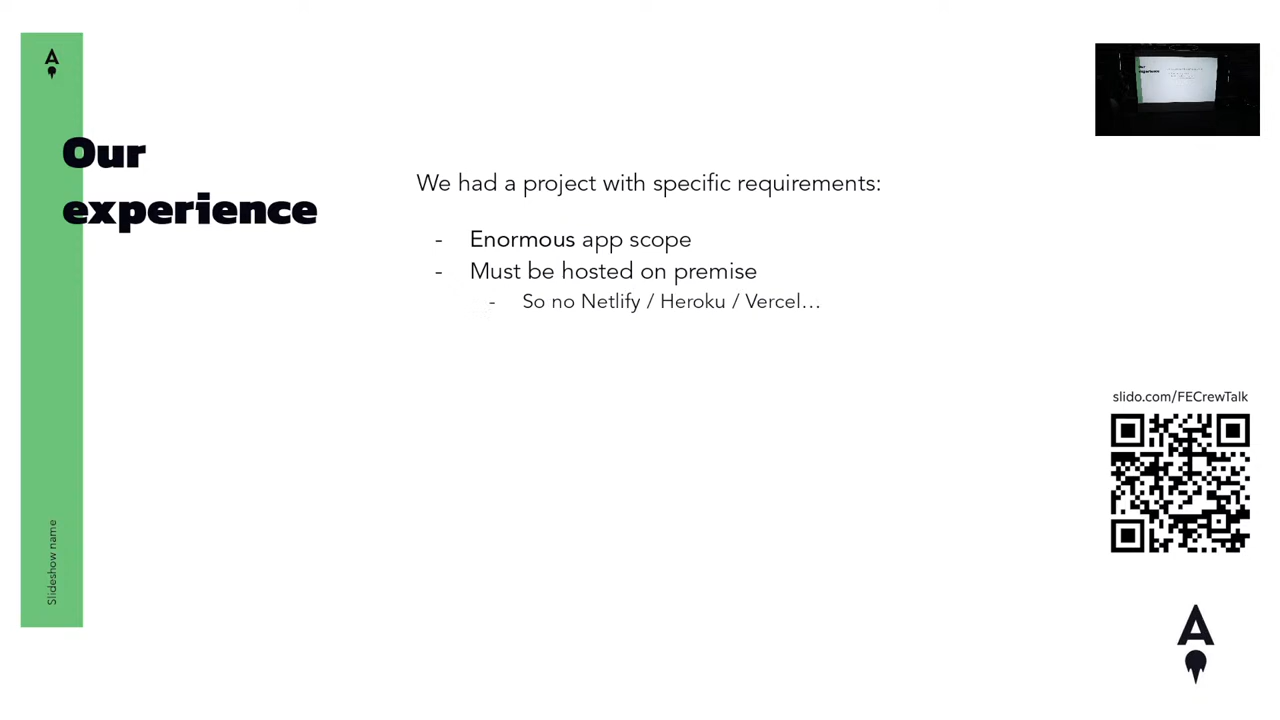 A
Our
experience
We had a project with specific requirements:
- Enormous app scope
- Must be hosted on premise
- So no Netlify / Heroku / Vercel…
slido.com/FECrewTalk
Slideshow name
A